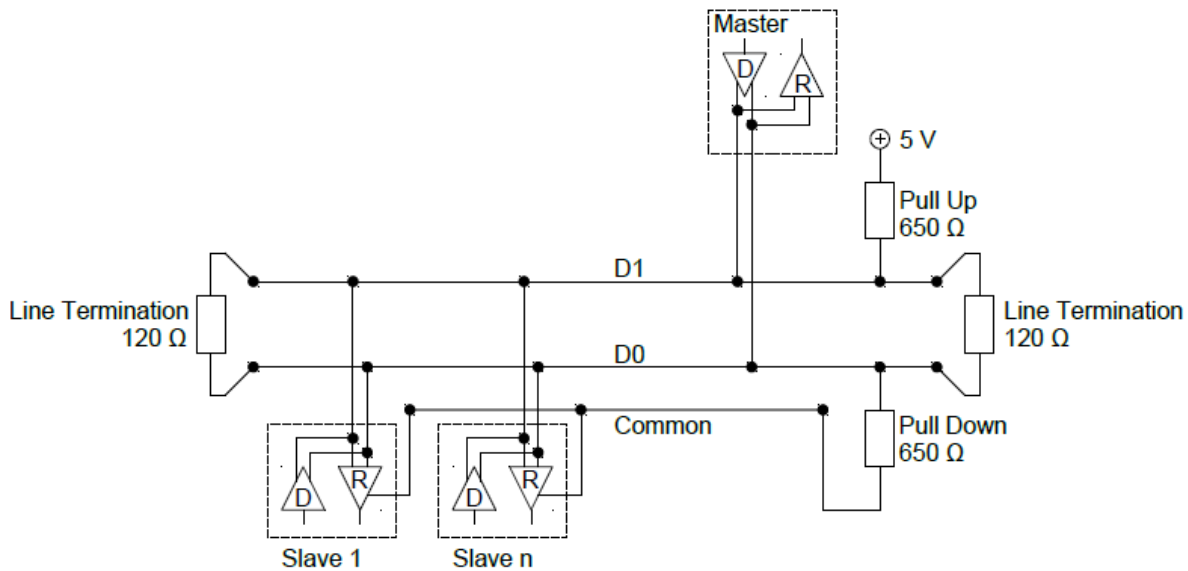 Master
D
R
5 V
Pull Up
650 Ω
D1
Line Termination
120 Ω
Line Termination
120 Ω
D0
Common
Pull Down
650 Ω
D
R
D
R
Slave 1
Slave n